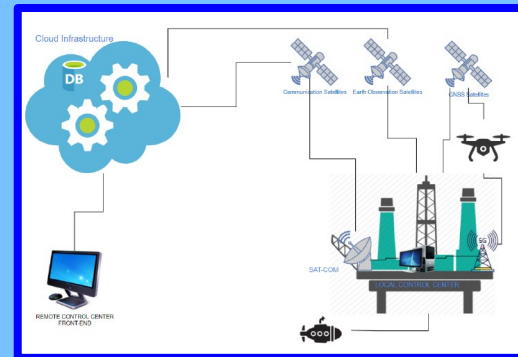 Cloud Infrastructure
DB
Communication Satellites
Earth Observation Satellites
GNSS Satellites
5G
SAT-COM
LOCAL CONTROL CENTER
REMOTE CONTROL CENTER
FRONT-END